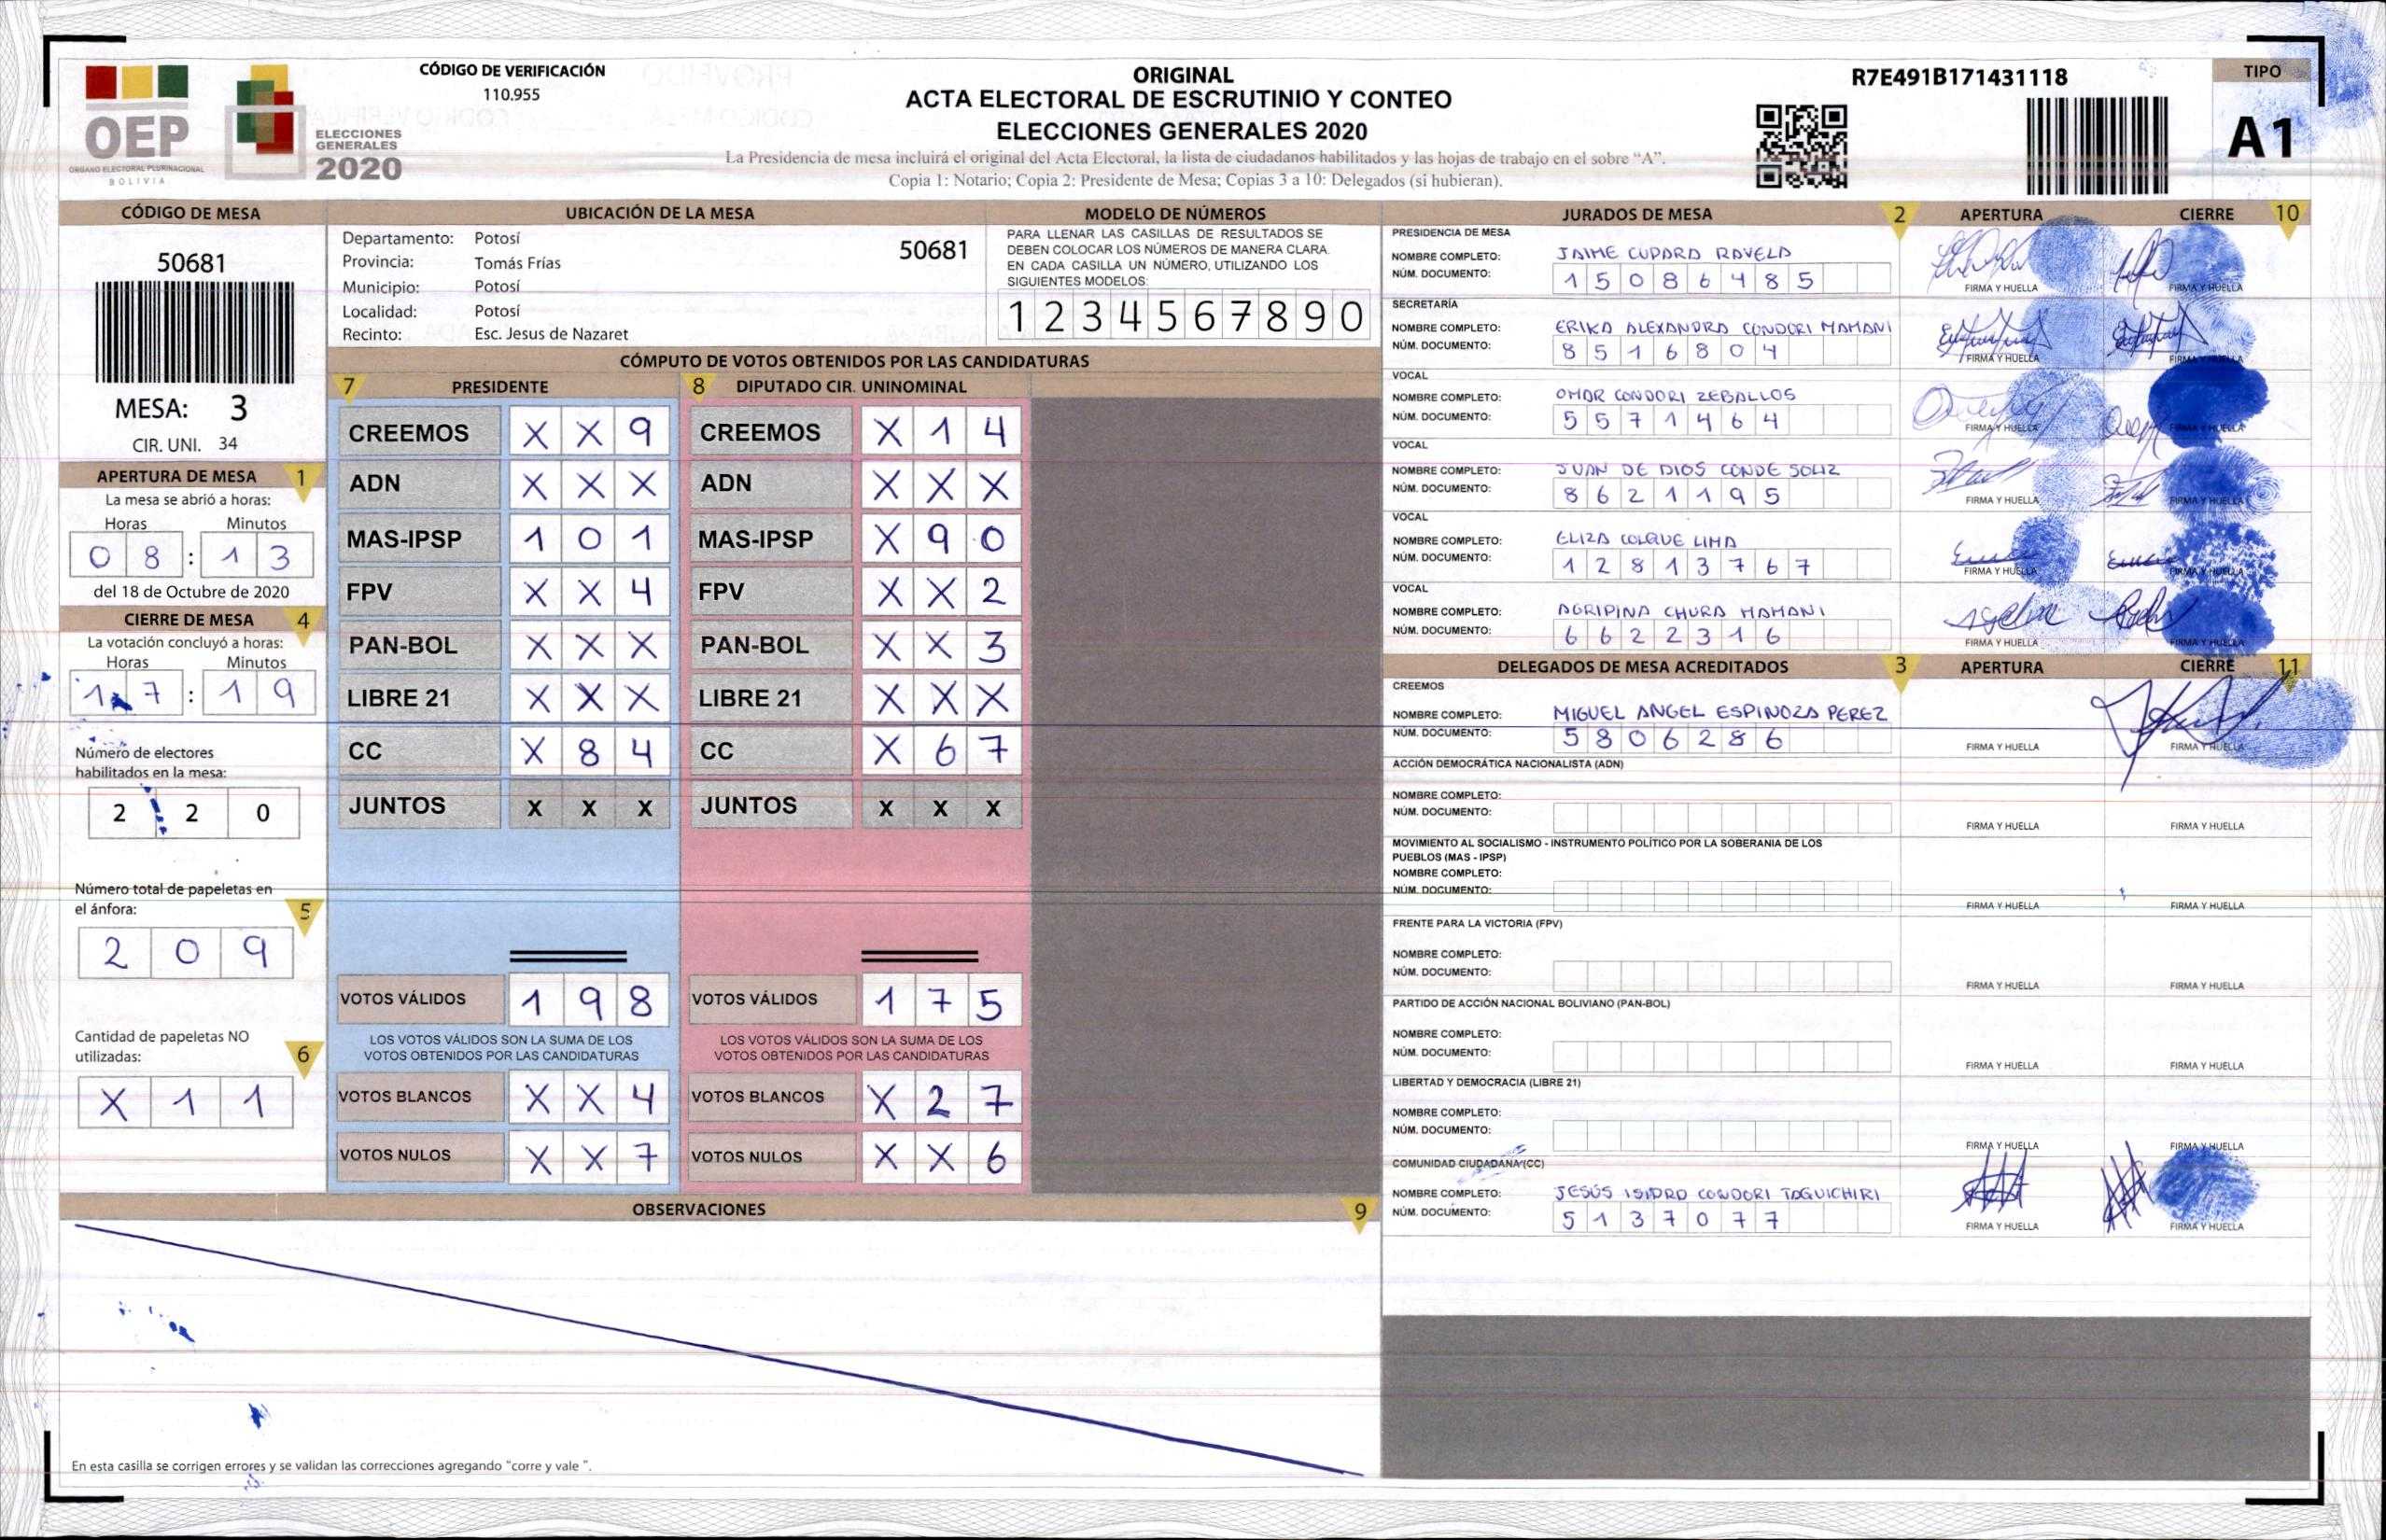 OEP
ÓRGANO ELECTORAL PLURINACIONAL
BOLIVIA
ELECCIONES
GENERALES
2020
CÓDIGO DE VERIFICACIÓN
110.955
ORIGINAL
ACTA ELECTORAL DE ESCRUTINIO Y CONTEO
ELECCIONES GENERALES 2020
La Presidencia de mesa incluirá el original del Acta Electoral, la lista de ciudadanos habilitados y las hojas de trabajo en el sobre “A”.
Copia 1: Notario; Copia 2: Presidente de Mesa; Copias 3 a 10: Delegados (si hubieran).
R7E491B171431118
TIPO
A1
CÓDIGO DE MESA
50681
MESA: 3
CIR. UNI. 34
APERTURA DE MESA 1
La mesa se abrió a horas:
Horas Minutos
0 8 : 1 3
del 18 de Octubre de 2020
CIERRE DE MESA 4
La votación concluyó a horas:
Horas Minutos
1 7 : 1 9
Número de electores
habilitados en la mesa:
2 2 0
Número total de papeletas en
el ánfora: 5
2 0 9
Cantidad de papeletas NO
utilizadas: 6
X 1 1
UBICACIÓN DE LA MESA
Departamento: Potosí 50681
Provincia: Tomás Frías
Municipio: Potosí
Localidad: Potosí
Recinto: Esc. Jesus de Nazaret
MODELO DE NÚMEROS
PARA LLENAR LAS CASILLAS DE RESULTADOS SE
DEBEN COLOCAR LOS NÚMEROS DE MANERA CLARA.
EN CADA CASILLA UN NÚMERO, UTILIZANDO LOS
SIGUIENTES MODELOS:
1 2 3 4 5 6 7 8 9 0
CÓMPUTO DE VOTOS OBTENIDOS POR LAS CANDIDATURAS
7 PRESIDENTE 8 DIPUTADO CIR. UNINOMINAL
CREEMOS X X 9 CREEMOS X 1 4
ADN X X X ADN X X X
MAS-IPSP 1 0 1 MAS-IPSP X 9 0
FPV X X 4 FPV X X 2
PAN-BOL X X X PAN-BOL X X 3
LIBRE 21 X X X LIBRE 21 X X X
CC X 8 4 CC X 6 7
JUNTOS X X X JUNTOS X X X
VOTOS VÁLIDOS 1 9 8 VOTOS VÁLIDOS 1 7 5
LOS VOTOS VÁLIDOS SON LA SUMA DE LOS LOS VOTOS VÁLIDOS SON LA SUMA DE LOS
VOTOS OBTENIDOS POR LAS CANDIDATURAS VOTOS OBTENIDOS POR LAS CANDIDATURAS
VOTOS BLANCOS X X 4 VOTOS BLANCOS X 2 7
VOTOS NULOS X X 7 VOTOS NULOS X X 6
OBSERVACIONES 9
En esta casilla se corrigen errores y se validan las correcciones agregando "corre y vale ".
JURADOS DE MESA 2 APERTURA CIERRE 10
PRESIDENCIA DE MESA
NOMBRE COMPLETO: JAIME CUPARA RAVELA
NÚM. DOCUMENTO: 1 5 0 8 6 4 8 5
FIRMA Y HUELLA FIRMA Y HUELLA
SECRETARÍA
NOMBRE COMPLETO: ERIKA ALEXANDRA CONDORI MAMANI
NÚM. DOCUMENTO: 8 5 1 6 8 0 4
FIRMA Y HUELLA FIRMA
VOCAL
NOMBRE COMPLETO: OMAR CONDORI ZEBALLOS
NÚM. DOCUMENTO: 5 5 7 1 4 6 4
FIRMA Y HUELLA FIRMA Y HUELLA
VOCAL
NOMBRE COMPLETO: JUAN DE DIOS CONDE SOLIZ
NÚM. DOCUMENTO: 8 6 2 1 1 9 5
FIRMA Y HUELLA FIRMA Y HUELLA
VOCAL
NOMBRE COMPLETO: ELIZA COLQUE LIMA
NÚM. DOCUMENTO: 1 2 8 1 3 7 6 7
FIRMA Y HUELLA FIRMA Y HUELLA
VOCAL
NOMBRE COMPLETO: AGRIPINA CHURA MAMANI
NÚM. DOCUMENTO: 6 6 2 2 3 1 6
FIRMA Y HUELLA FIRMA Y HUELLA
DELEGADOS DE MESA ACREDITADOS 3 APERTURA CIERRE 11
CREEMOS
NOMBRE COMPLETO: MIGUEL ANGEL ESPINOZA PEREZ
NÚM. DOCUMENTO: 5 8 0 6 2 8 6
FIRMA Y HUELLA FIRMA Y HUELLA
ACCIÓN DEMOCRÁTICA NACIONALISTA (ADN)
NOMBRE COMPLETO:
NÚM. DOCUMENTO:
FIRMA Y HUELLA FIRMA Y HUELLA
MOVIMIENTO AL SOCIALISMO - INSTRUMENTO POLÍTICO POR LA SOBERANIA DE LOS
PUEBLOS (MAS - IPSP)
NOMBRE COMPLETO:
NÚM. DOCUMENTO:
FIRMA Y HUELLA FIRMA Y HUELLA
FRENTE PARA LA VICTORIA (FPV)
NOMBRE COMPLETO:
NÚM. DOCUMENTO:
FIRMA Y HUELLA FIRMA Y HUELLA
PARTIDO DE ACCIÓN NACIONAL BOLIVIANO (PAN-BOL)
NOMBRE COMPLETO:
NÚM. DOCUMENTO:
FIRMA Y HUELLA FIRMA Y HUELLA
LIBERTAD Y DEMOCRACIA (LIBRE 21)
NOMBRE COMPLETO:
NÚM. DOCUMENTO:
FIRMA Y HUELLA FIRMA Y HUELLA
COMUNIDAD CIUDADANA (CC)
NOMBRE COMPLETO: JESÚS ISIDRO CONDORI TAGUICHIRI
NÚM. DOCUMENTO: 5 1 3 7 0 7 7
FIRMA Y HUELLA FIRMA Y HUELLA